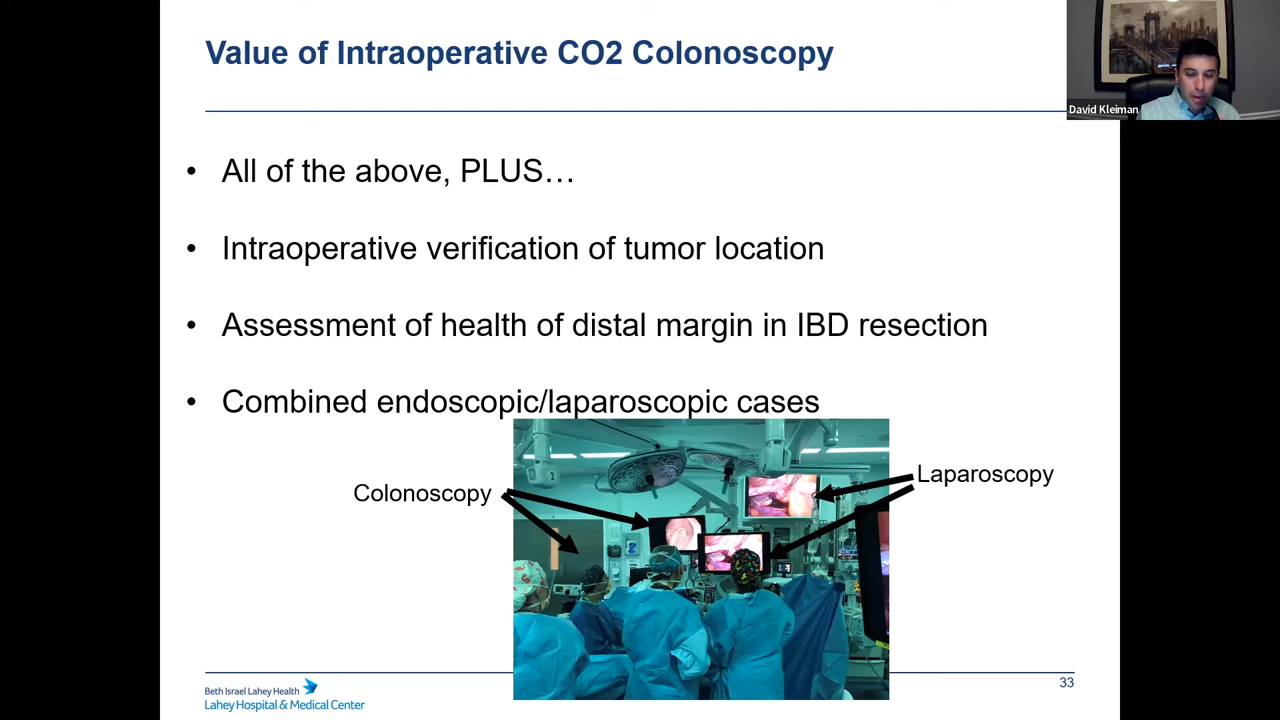 Value of Intraoperative CO2 Colonoscopy
David Kleiman
• All of the above, PLUS…
• Intraoperative verification of tumor location
• Assessment of health of distal margin in IBD resection
• Combined endoscopic/laparoscopic cases
Colonoscopy
Laparoscopy
2
Beth Israel Lahey Health
Lahey Hospital & Medical Center
33